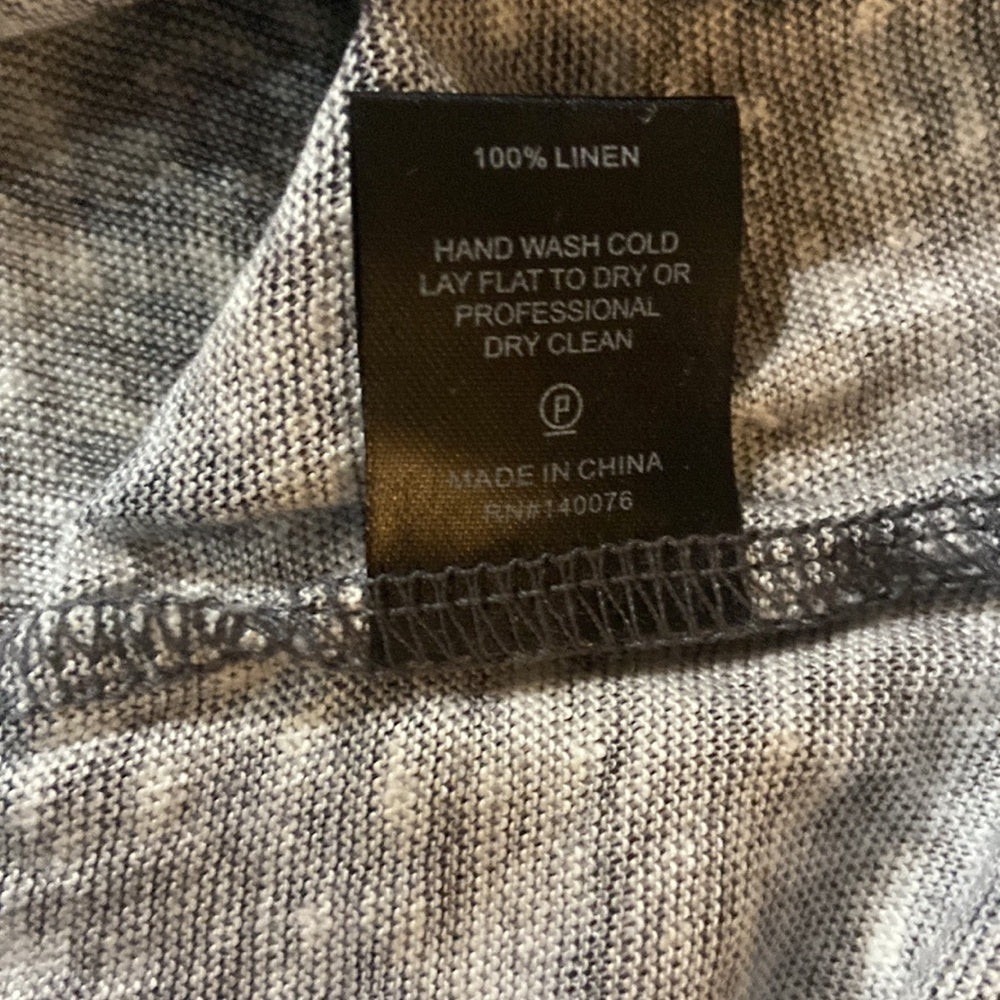 100% LINEN
HAND WASH COLD
LAY FLAT TO DRY OR
PROFESSIONAL
DRY CLEAN
P
MADE IN CHINA
RN#140076